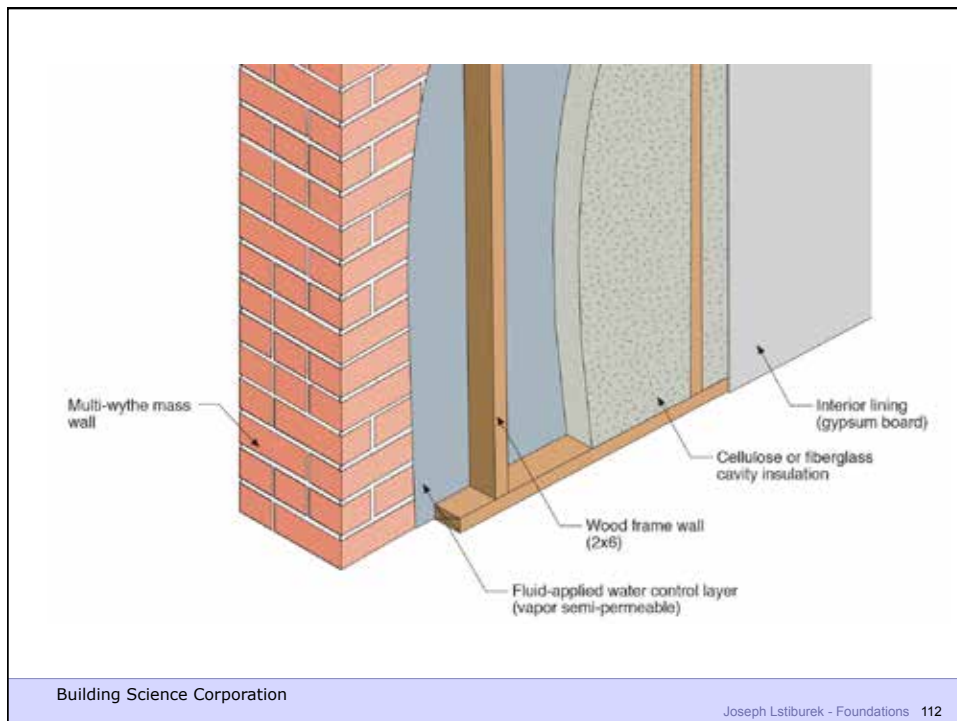 Multi-wythe mass
wall
Interior lining
(gypsum board)
Cellulose or fiberglass
cavity insulation
Wood frame wall
(2x6)
Fluid-applied water control layer
(vapor semi-permeable)
Building Science Corporation
Joseph Lstiburek - Foundations 112